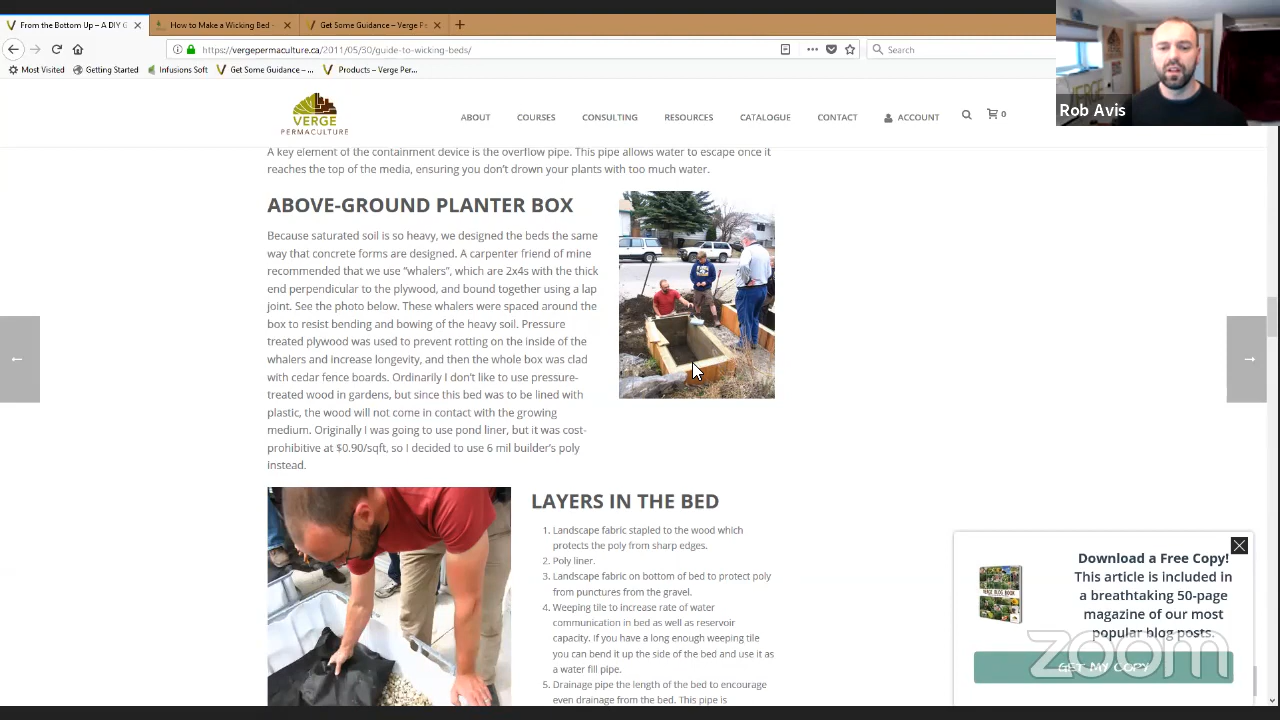 From the Bottom Up – A DIY G
How to Make a Wicking Bed -
Get Some Guidance – Verge Pe
https://vergepermaculture.ca/2011/05/30/guide-to-wicking-beds/
Search
Most Visited
Getting Started
Infusions Soft
Get Some Guidance – ...
Products – Verge Per...
Rob Avis
VERGE
PERMACULTURE
ABOUT
COURSES
CONSULTING
RESOURCES
CATALOGUE
CONTACT
ACCOUNT
0
A key element of the containment device is the overflow pipe. This pipe allows water to escape once it
reaches the top of the media, ensuring you don't drown your plants with too much water.
ABOVE-GROUND PLANTER BOX
Because saturated soil is so heavy, we designed the beds the same
way that concrete forms are designed. A carpenter friend of mine
recommended that we use "whalers", which are 2x4s with the thick
end perpendicular to the plywood, and bound together using a lap
joint. See the photo below. These whalers were spaced around the
box to resist bending and bowing of the heavy soil. Pressure
treated plywood was used to prevent rotting on the inside of the
whalers and increase longevity, and then the whole box was clad
with cedar fence boards. Ordinarily I don't like to use pressure-
treated wood in gardens, but since this bed was to be lined with
plastic, the wood will not come in contact with the growing
medium. Originally I was going to use pond liner, but it was cost-
prohibitive at $0.90/sqft, so I decided to use 6 mil builder's poly
instead.
LAYERS IN THE BED
1. Landscape fabric stapled to the wood which
protects the poly from sharp edges.
2. Poly liner.
3. Landscape fabric on bottom of bed to protect poly
from punctures from the gravel.
4. Weeping tile to increase rate of water
communication in bed as well as reservoir
capacity. If you have a long enough weeping tile
you can bend it up the side of the bed and use it as
a water fill pipe.
5. Drainage pipe the length of the bed to encourage
even drainage from the bed. This pipe is
Download a Free Copy!
This article is included in
a breathtaking 50-page
magazine of our most
popular blog posts.
GET MY COPY
zoom